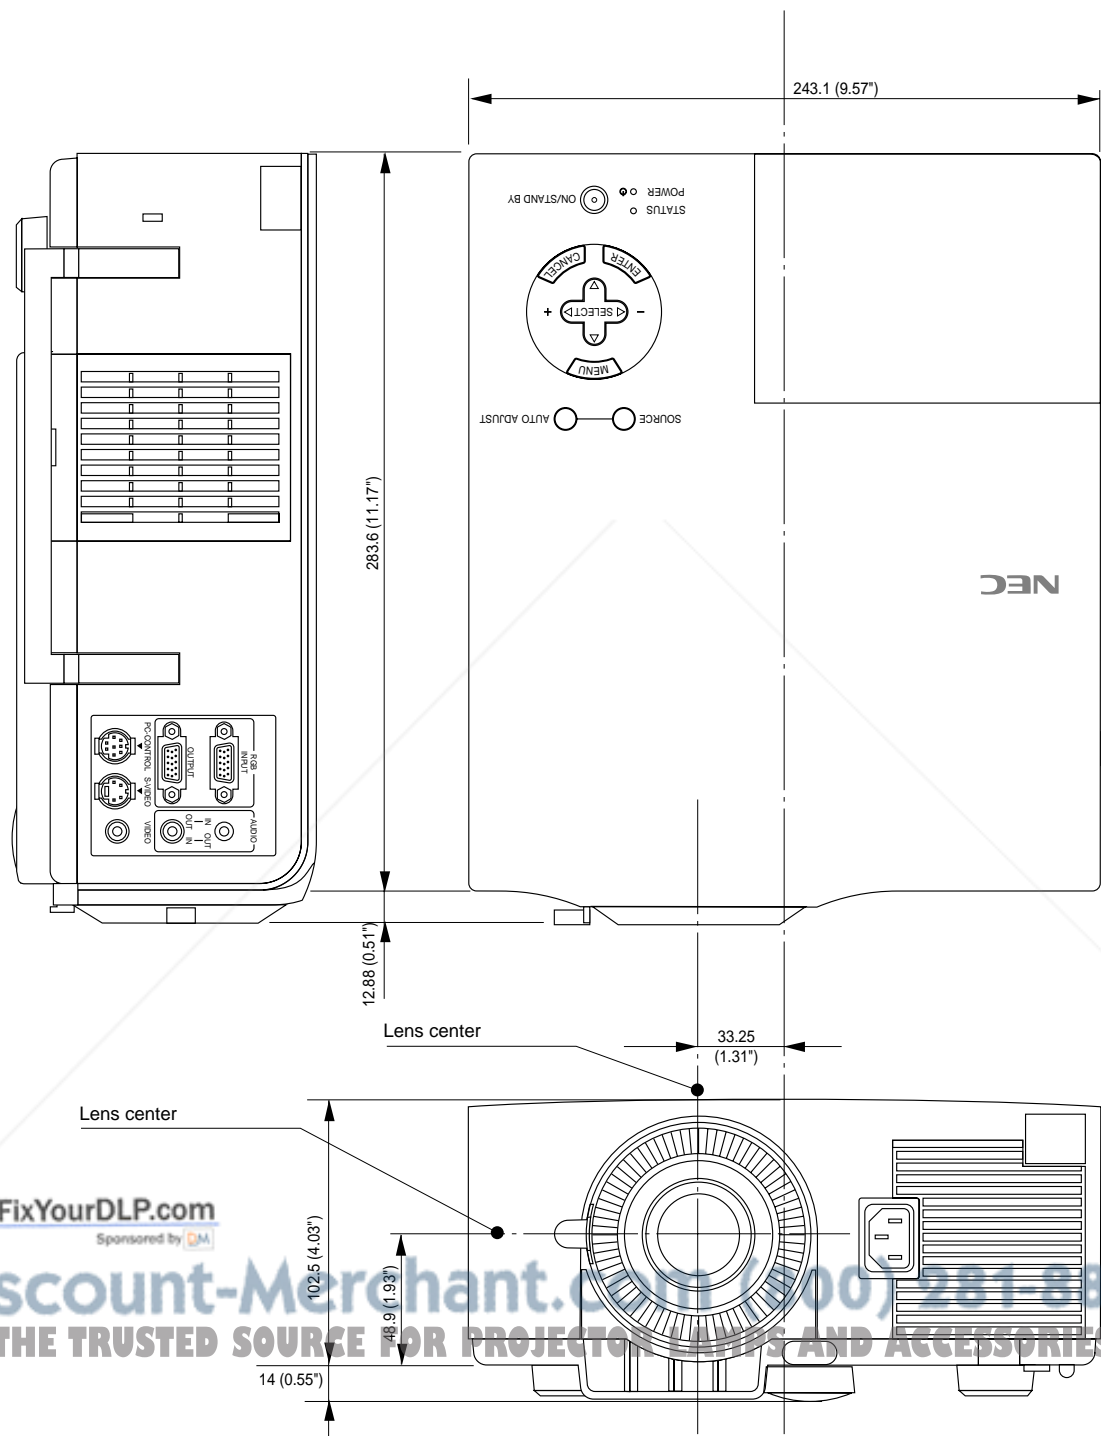 243.1 (9.57")
ON/STAND BY
POWER
STATUS
CANCEL
ENTER
+
SELECT
−
MENU
AUTO ADJUST
SOURCE
283.6 (11.17")
NEC
PC-CONTROL
S-VIDEO
VIDEO
OUTPUT
RGB
INPUT
AUDIO
IN OUT
OUT IN
12.88 (0.51")
Lens center
33.25
(1.31")
Lens center
FixYourDLP.com
Sponsored by DM
102.5 (4.03")
48.9 (1.93")
scount-Merchant.com (800) 281-88
THE TRUSTED SOURCE FOR PROJECTOR LAMPS AND ACCESSORIES
14 (0.55")